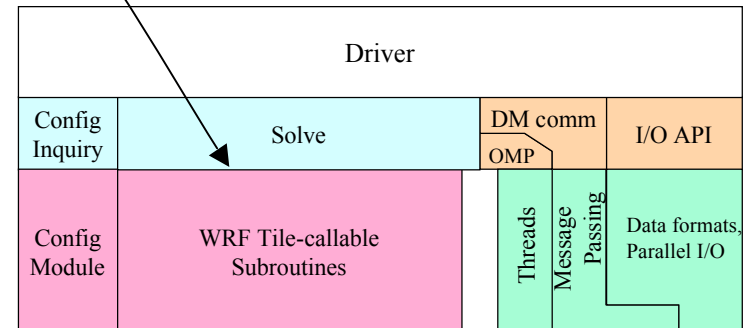 Driver
Config
Inquiry
Solve
DM comm
OMP
I/O API
Config
Module
WRF Tile-callable
Subroutines
Threads
Message
Passing
Data formats,
Parallel I/O